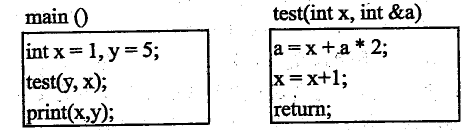 main ()
int x = 1, y = 5;
test(y, x);
print(x,y);
test(int x, int &a)
a = x + a * 2;
x = x+1;
return;